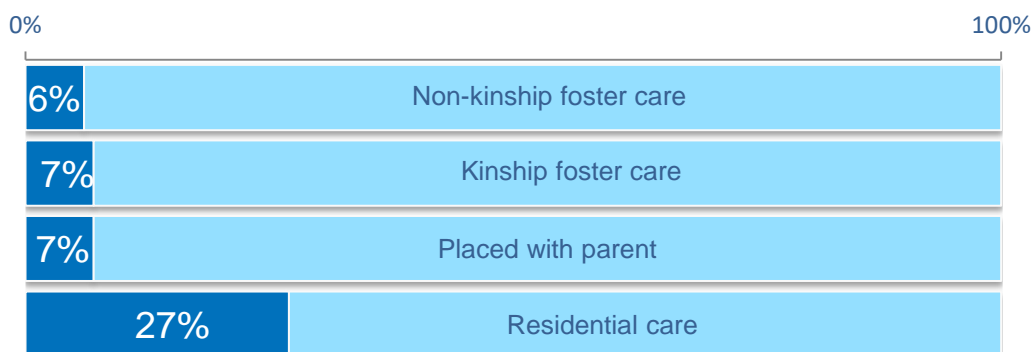 0% 100%
6% Non-kinship foster care
7% Kinship foster care
7% Placed with parent
27% Residential care